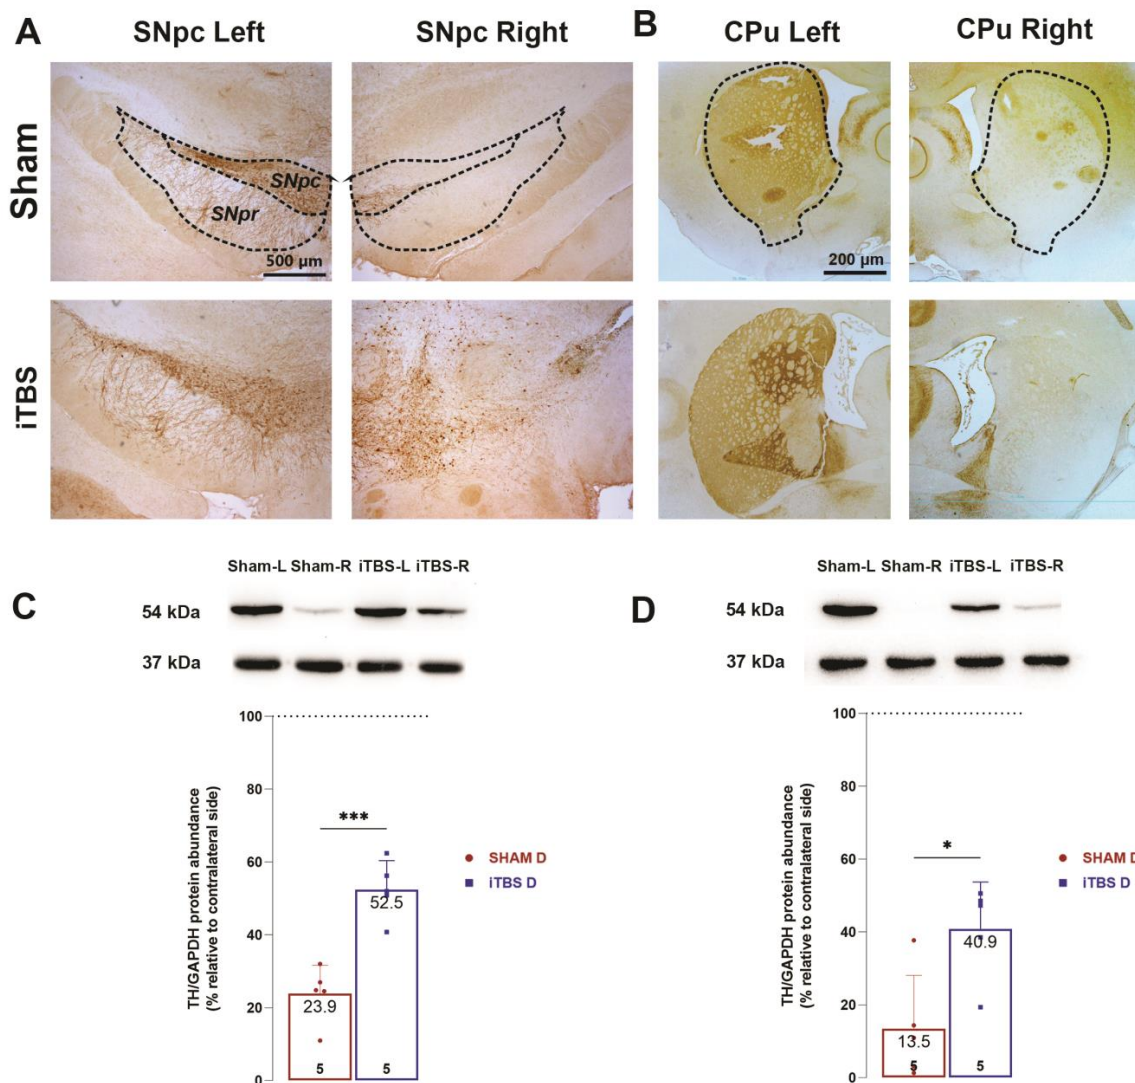 A
SNpc Left
SNpc Right
B
CPu Left
CPu Right
Sham
SNpc
SNpr
500 µm
200 µm
iTBS
C
Sham-L Sham-R iTBS-L iTBS-R
54 kDa
37 kDa
D
Sham-L Sham-R iTBS-L iTBS-R
54 kDa
37 kDa
TH/GAPDH protein abundance
(% relative to contralateral side)
100
80
60
40
20
0
***
23.9
52.5
5
5
SHAM D
iTBS D
TH/GAPDH protein abundance
(% relative to contralateral side)
100
80
60
40
20
0
*
13.5
40.9
5
5
SHAM D
iTBS D